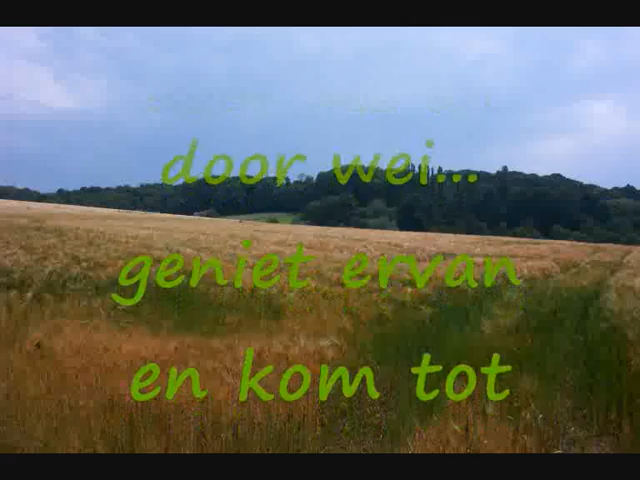 door wei...
geniet ervan
en kom tot